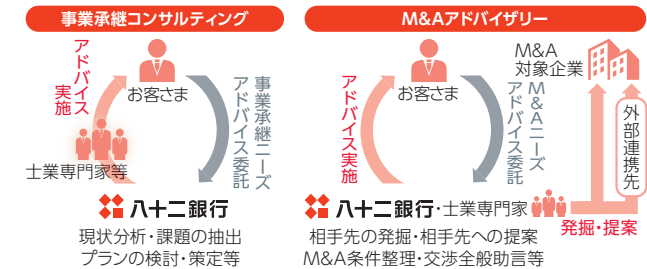 事業承継コンサルティング
お客さま
アドバイス
実施
事業承継ニーズ
アドバイス委託
士業専門家等
八十二銀行
現状分析・課題の抽出
プランの検討・策定等
M&Aアドバイザリー
お客さま
アドバイス実施
M&Aニーズ
アドバイス委託
M&A
対象企業
外部連携先
八十二銀行・士業専門家
発掘・提案
相手先の発掘・相手先への提案
M&A条件整理・交渉全般助言等